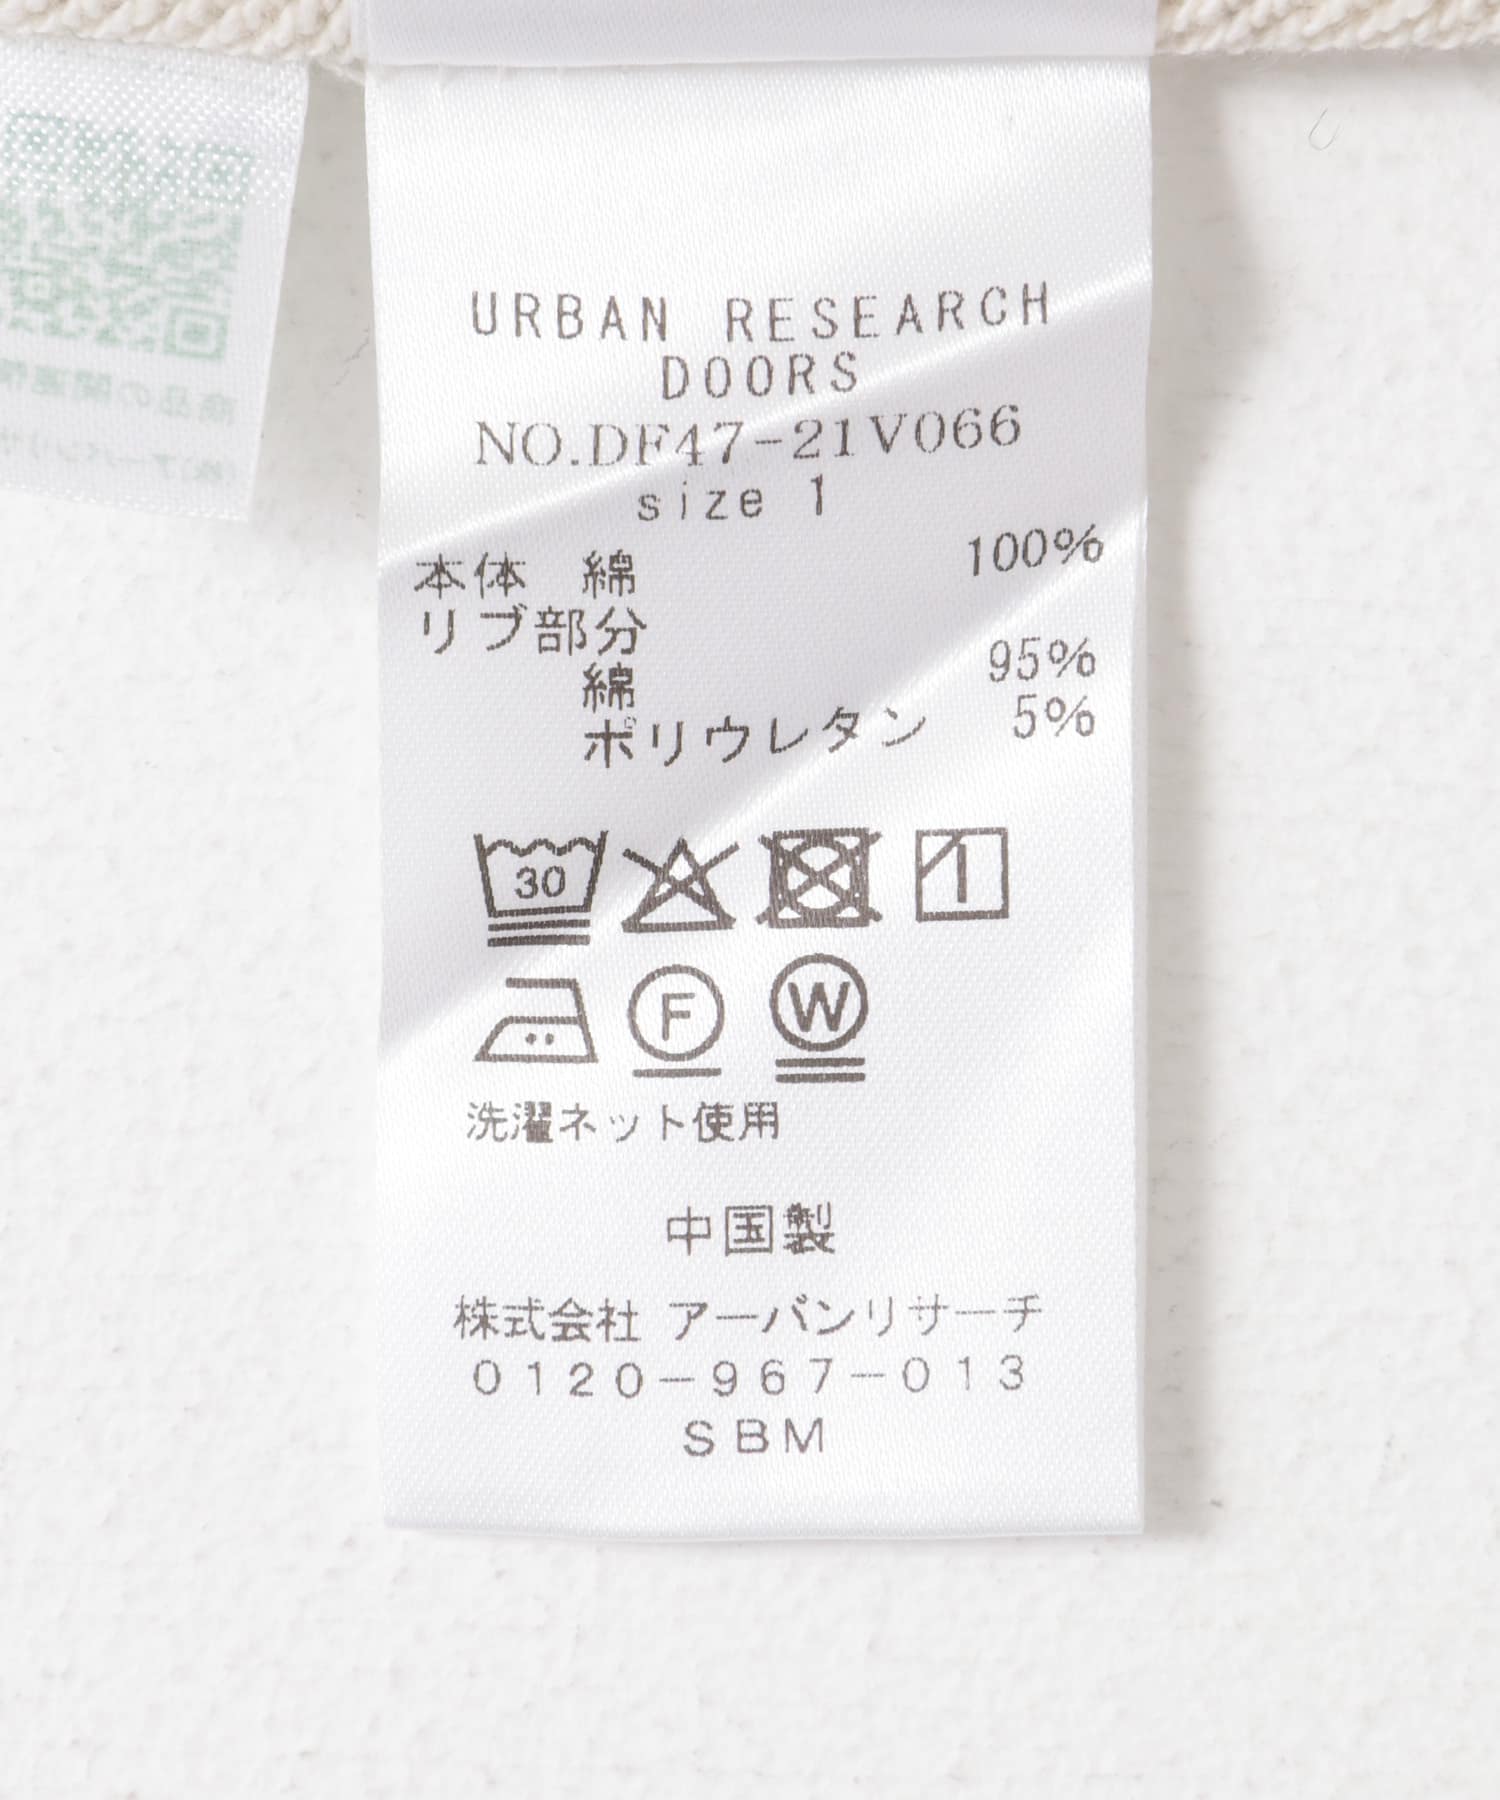 URBAN RESEARCH
DOORS
NO.DF47-21V066
size 1
本体 綿 100%
リブ部分
綿 95%
ポリウレタン 5%
30
F W
洗濯ネット使用
中国製
株式会社 アーバンリサーチ
0120-967-013
SBM